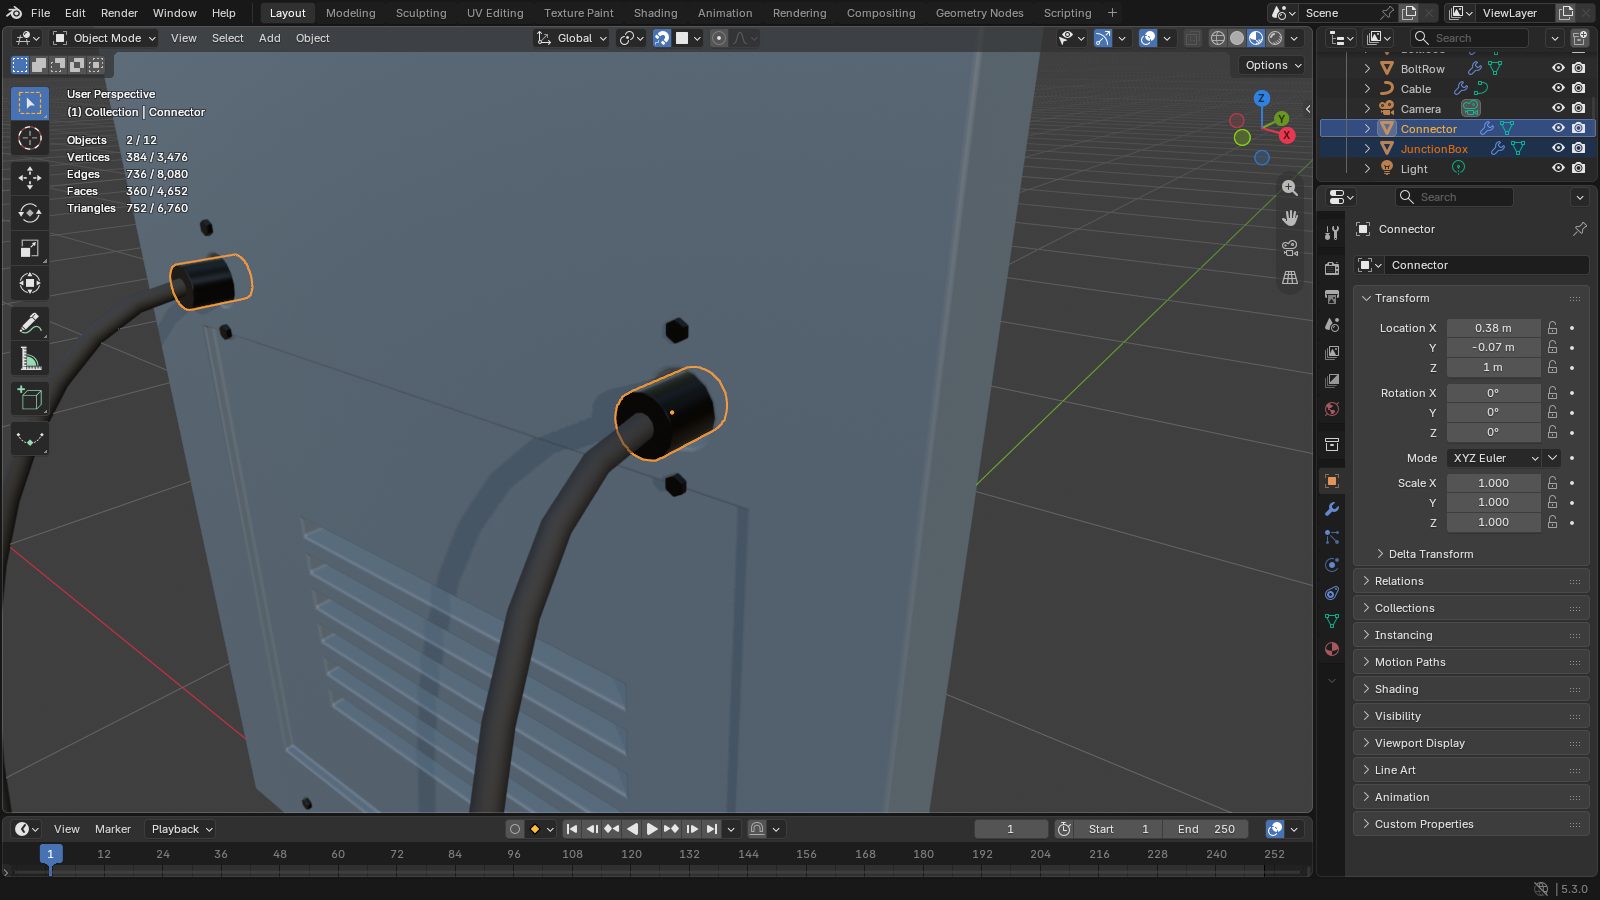 File Edit Render Window Help Layout Modeling Sculpting UV Editing Texture Paint Shading Animation Rendering Compositing Geometry Nodes Scripting + Scene ViewLayer
Object Mode View Select Add Object Global Search
Options
User Perspective
(1) Collection | Connector
Objects 2 / 12
Vertices 384 / 3,476
Edges 736 / 8,080
Faces 360 / 4,652
Triangles 752 / 6,760
Z
Y
X
BoltRow
Cable
Camera
Connector
JunctionBox
Light
Search
Connector
Connector
Transform
Location X 0.38 m
Y -0.07 m
Z 1 m
Rotation X 0°
Y 0°
Z 0°
Mode XYZ Euler
Scale X 1.000
Y 1.000
Z 1.000
Delta Transform
Relations
Collections
Instancing
Motion Paths
Shading
Visibility
Viewport Display
Line Art
Animation
Custom Properties
View Marker Playback 1 Start 1 End 250
1 12 24 36 48 60 72 84 96 108 120 132 144 156 168 180 192 204 216 228 240 252
5.3.0